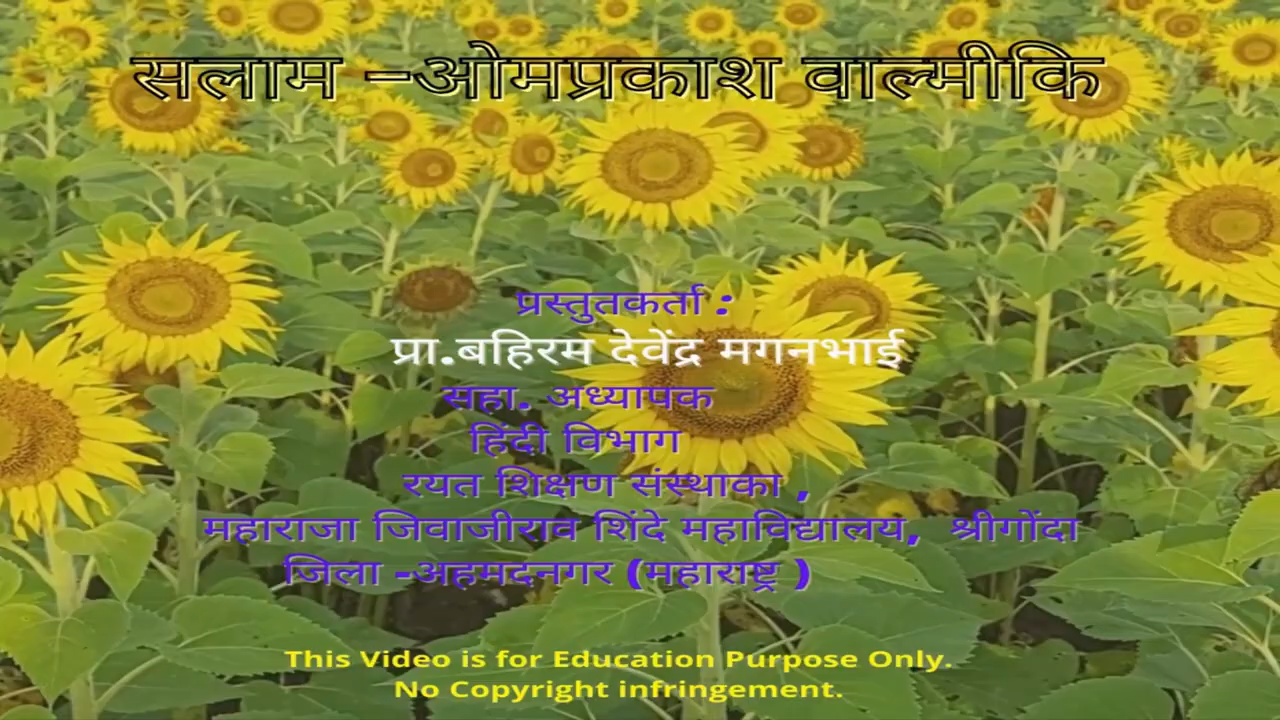 सलाम –ओमप्रकाश वाल्मीकि
प्रस्तुतकर्ता :
प्रा.बहिरम देवेंद्र मगनभाई
सहा. अध्यापक
हिंदी विभाग
रयत शिक्षण संस्थाका ,
महाराजा जिवाजीराव शिंदे महाविद्यालय, श्रीगोंदा
जिला -अहमदनगर (महाराष्ट्र )
This Video is for Education Purpose Only.
No Copyright infringement.